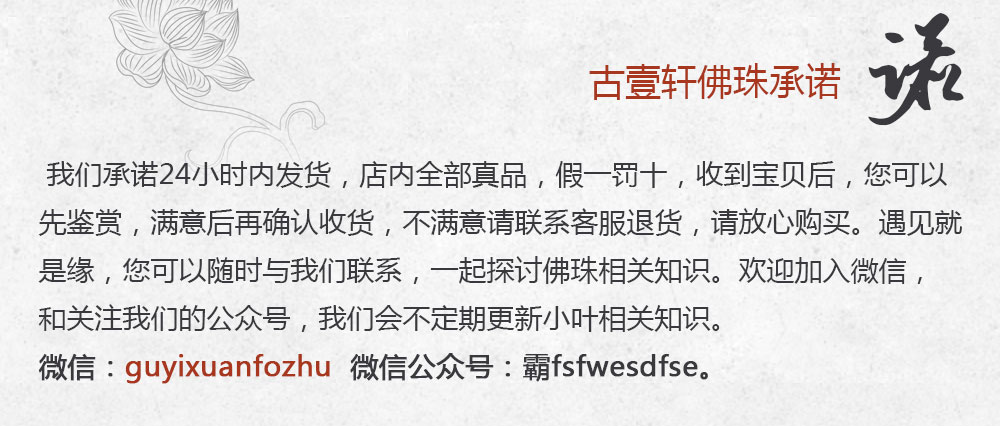 古壹轩佛珠承诺 诺
我们承诺24小时内发货，店内全部真品，假一罚十，收到宝贝后，您可以
先鉴赏，满意后再确认收货，不满意请联系客服退货，请放心购买。遇见就
是缘，您可以随时与我们联系，一起探讨佛珠相关知识。欢迎加入微信，
和关注我们的公众号，我们会不定期更新小叶相关知识。
微信：guyixuanfozhu 微信公众号：霸fsfwesdfse。